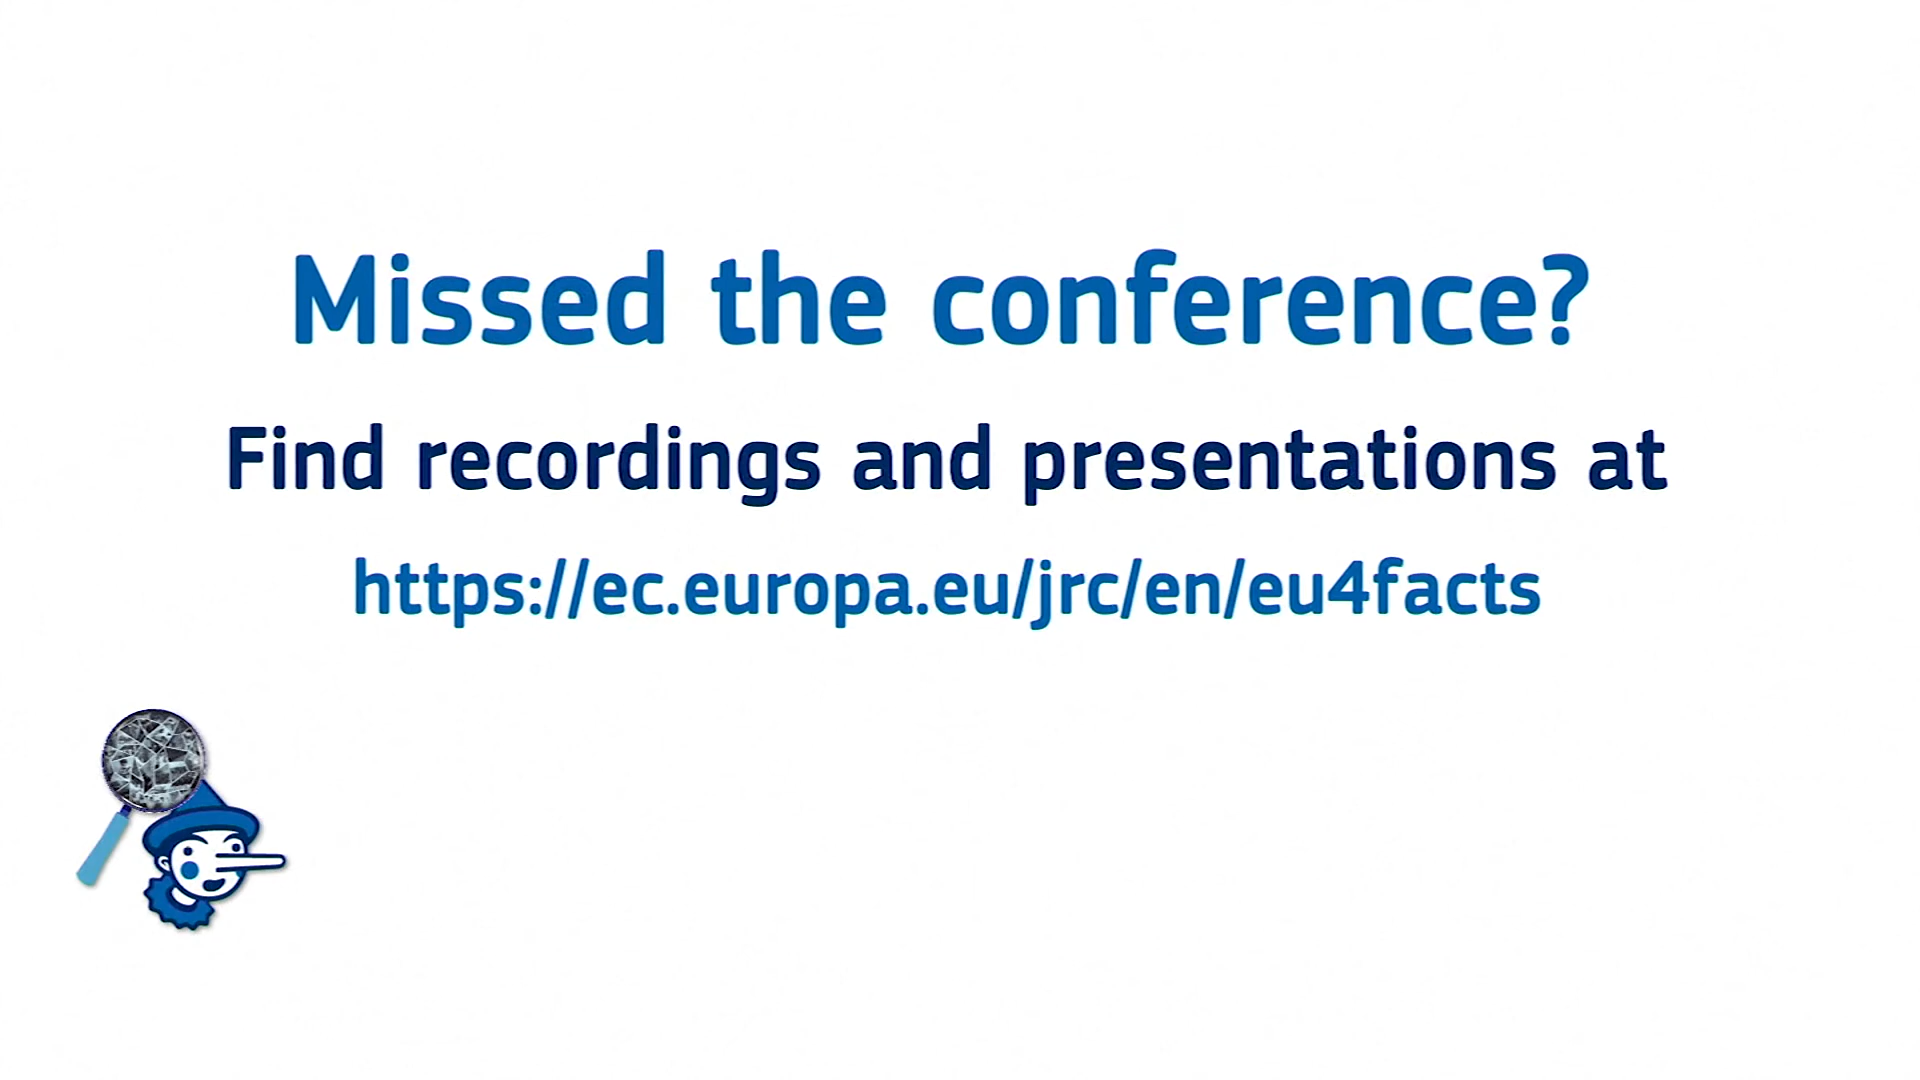 Missed the conference?
Find recordings and presentations at
https://ec.europa.eu/jrc/en/eu4facts